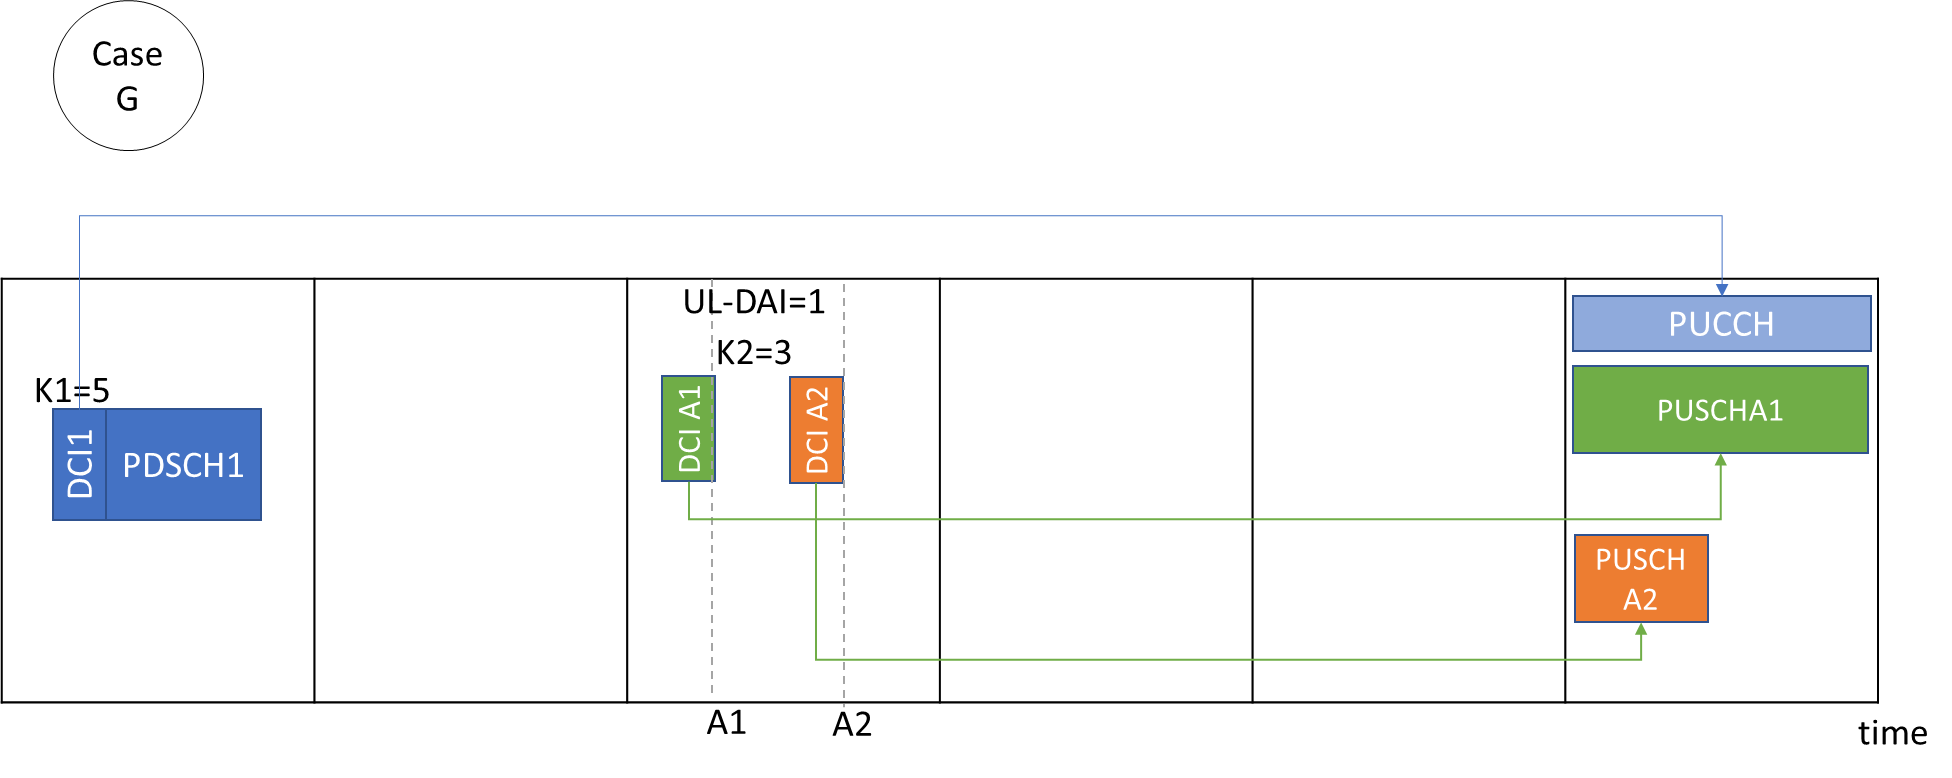 Case
G
UL-DAI=1
K2=3
K1=5
DCI1
PDSCH1
DCI A1
DCI A2
PUCCH
PUSCHA1
PUSCH
A2
A1
A2
time